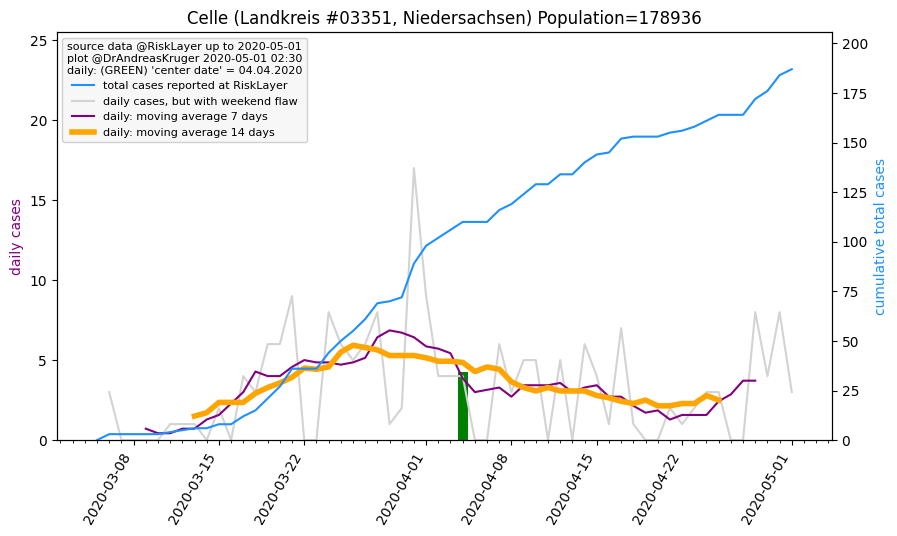 Celle (Landkreis #03351, Niedersachsen) Population=178936
source data @RiskLayer up to 2020-05-01
plot @DrAndreasKruger 2020-05-01 02:30
daily: (GREEN) 'center date' = 04.04.2020
total cases reported at RiskLayer
daily cases, but with weekend flaw
daily: moving average 7 days
daily: moving average 14 days
daily cases
25
20
15
10
5
0
200
175
150
125
100
75
50
25
0
cumulative total cases
2020-03-08
2020-03-15
2020-03-22
2020-04-01
2020-04-08
2020-04-15
2020-04-22
2020-05-01